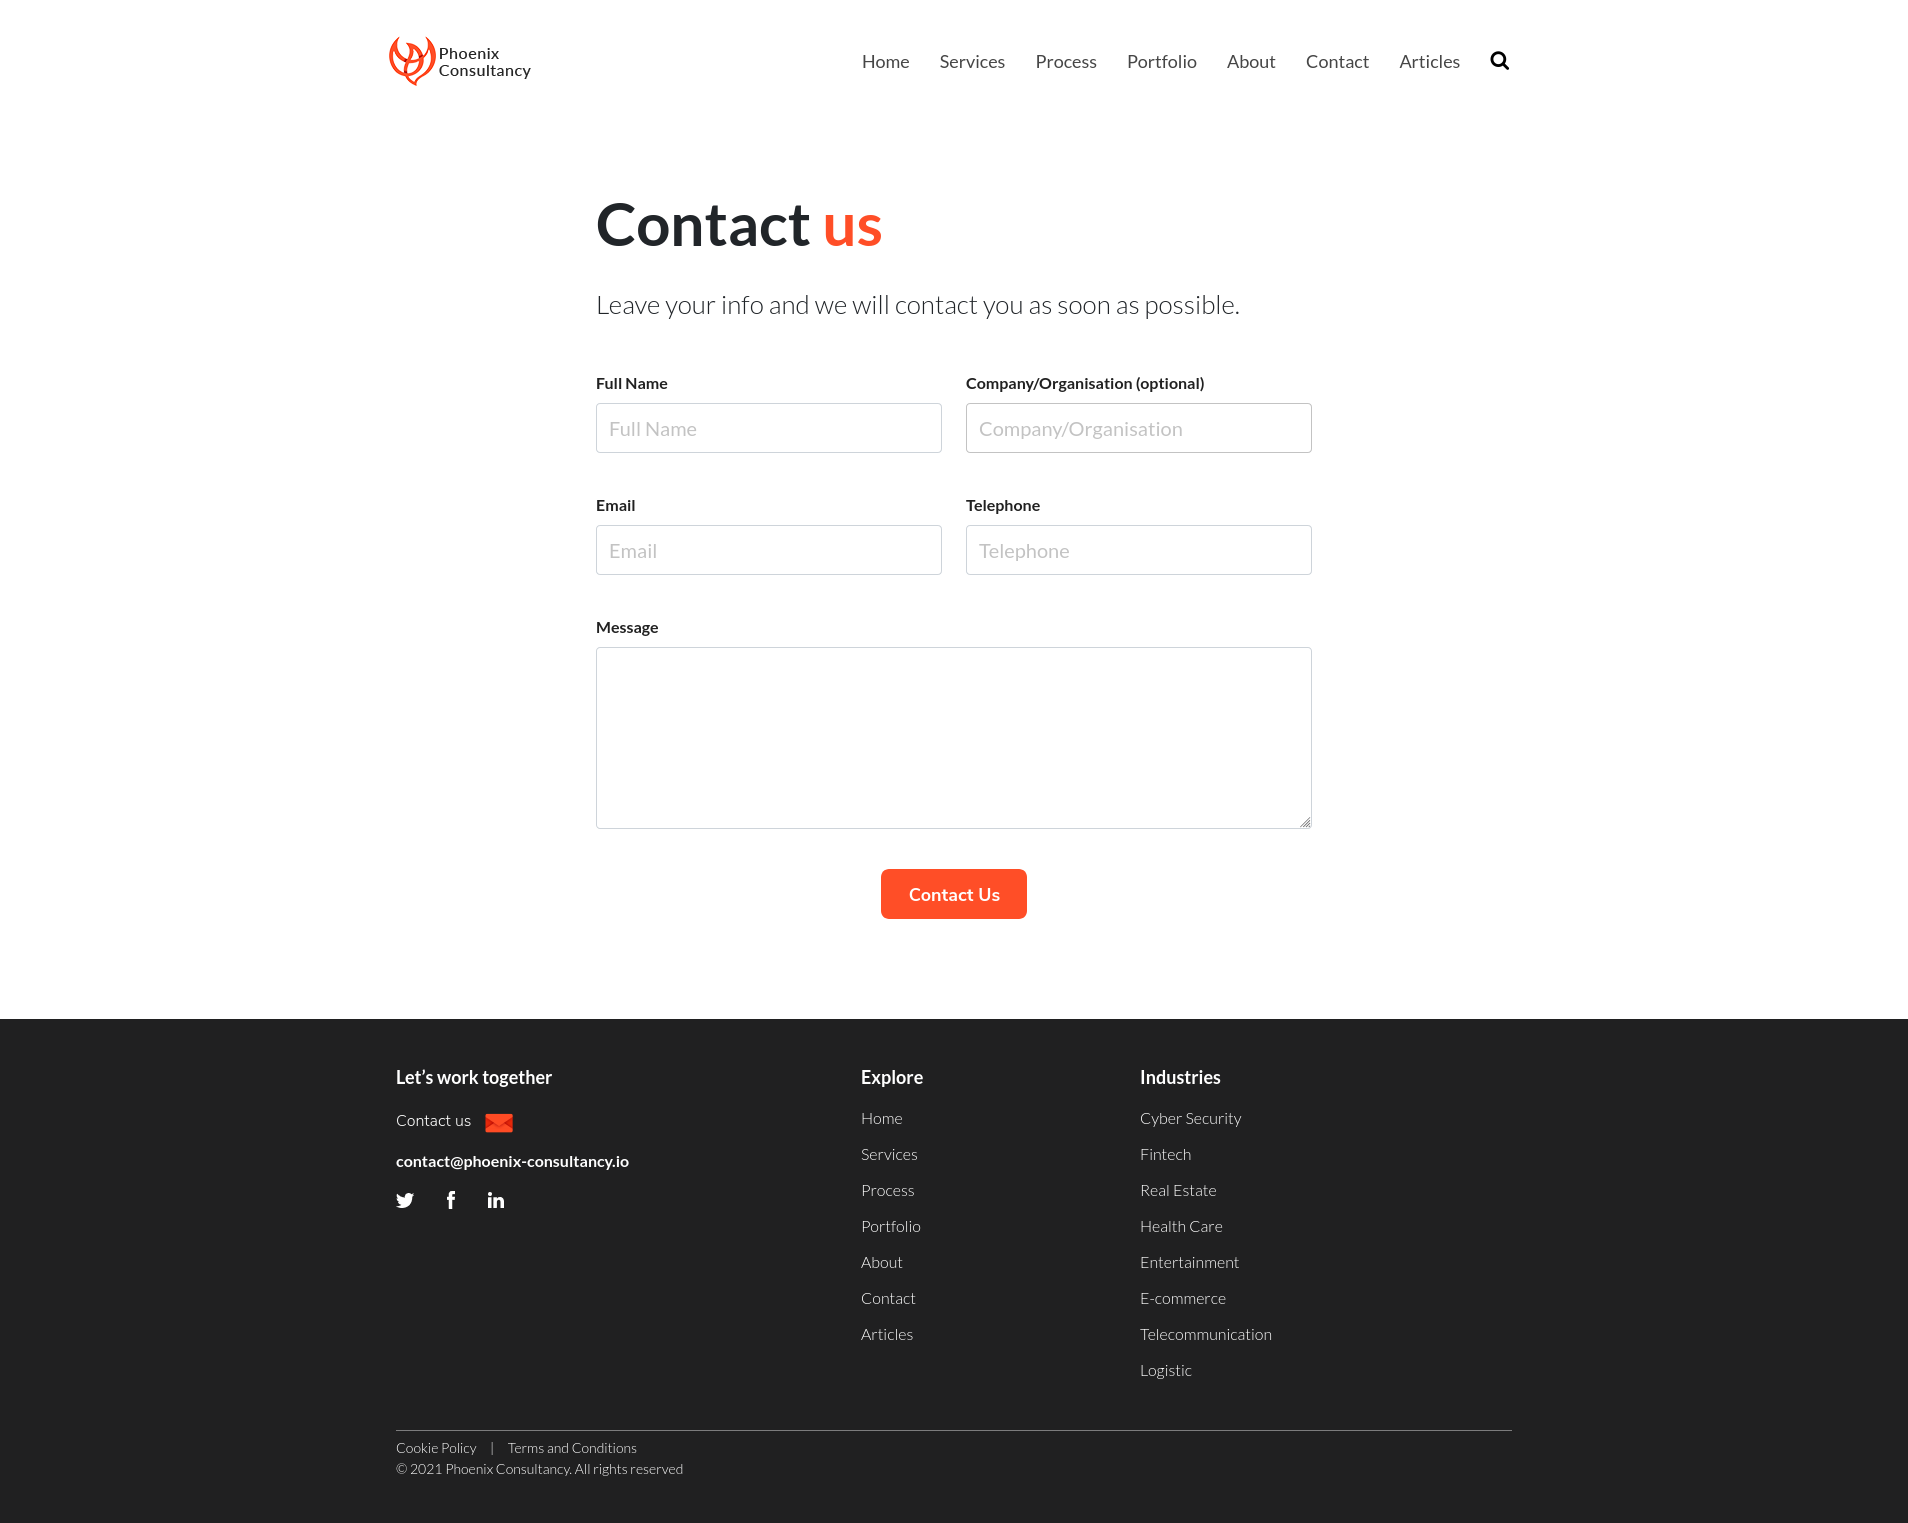 Phoenix
Consultancy
Home Services Process Portfolio About Contact Articles
Contact us
Leave your info and we will contact you as soon as possible.
Full Name
Full Name
Company/Organisation (optional)
Company/Organisation
Email
Email
Telephone
Telephone
Message
Contact Us
Let’s work together
Contact us
contact@phoenix-consultancy.io
Explore
Home
Services
Process
Portfolio
About
Contact
Articles
Industries
Cyber Security
Fintech
Real Estate
Health Care
Entertainment
E-commerce
Telecommunication
Logistic
Cookie Policy | Terms and Conditions
© 2021 Phoenix Consultancy. All rights reserved